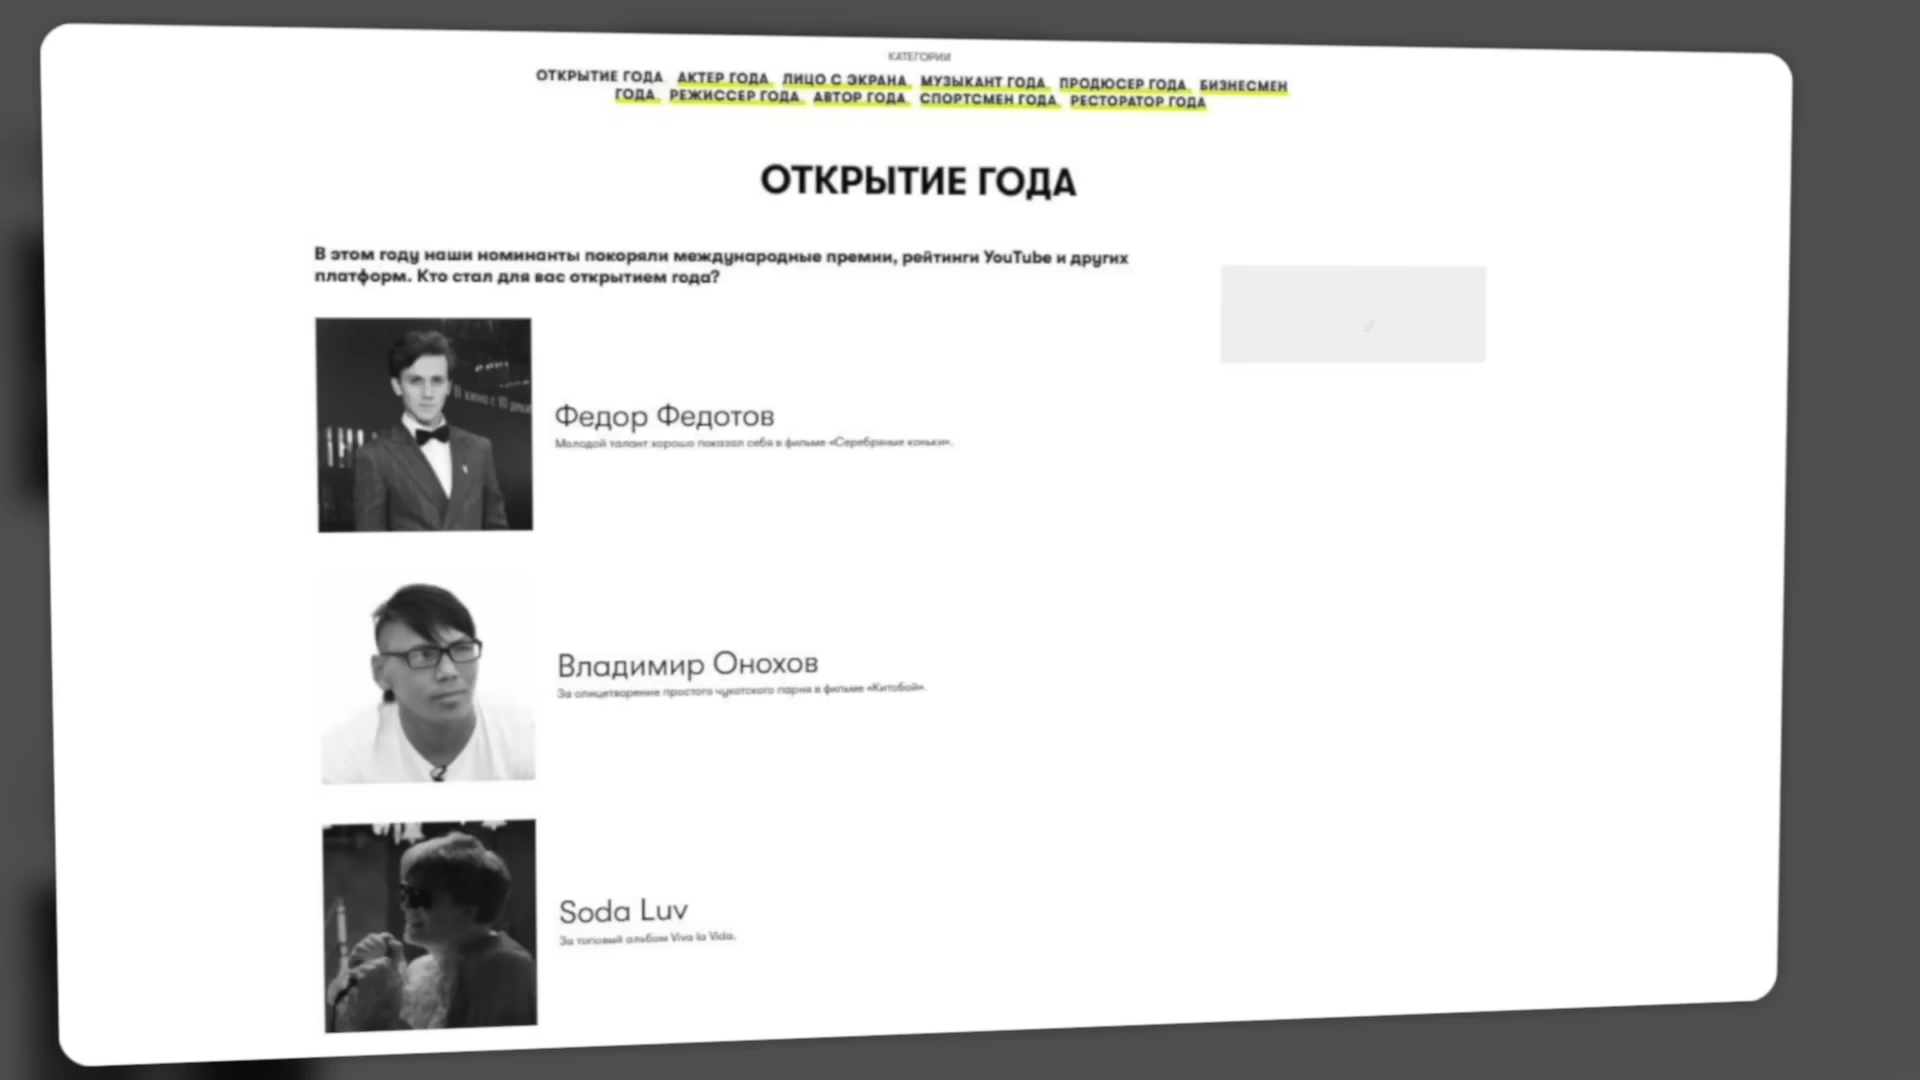 КАТЕГОРИИ
ОТКРЫТИЕ ГОДА АКТЕР ГОДА ЛИЦО С ЭКРАНА МУЗЫКАНТ ГОДА ПРОДЮСЕР ГОДА БИЗНЕСМЕН
ГОДА РЕЖИССЕР ГОДА АВТОР ГОДА СПОРТСМЕН ГОДА РЕСТОРАТОР ГОДА
ОТКРЫТИЕ ГОДА
В этом году наши номинанты покоряли международные премии, рейтинги YouTube и других
платформ. Кто стал для вас открытием года?
В кино с 10 дека
Федор Федотов
Молодой талант хорошо показал себя в фильме «Серебряные коньки».
Владимир Онохов
За олицетворение простого чукотского парня в фильме «Китобой».
Soda Luv
За топовый альбом Viva la Vida.